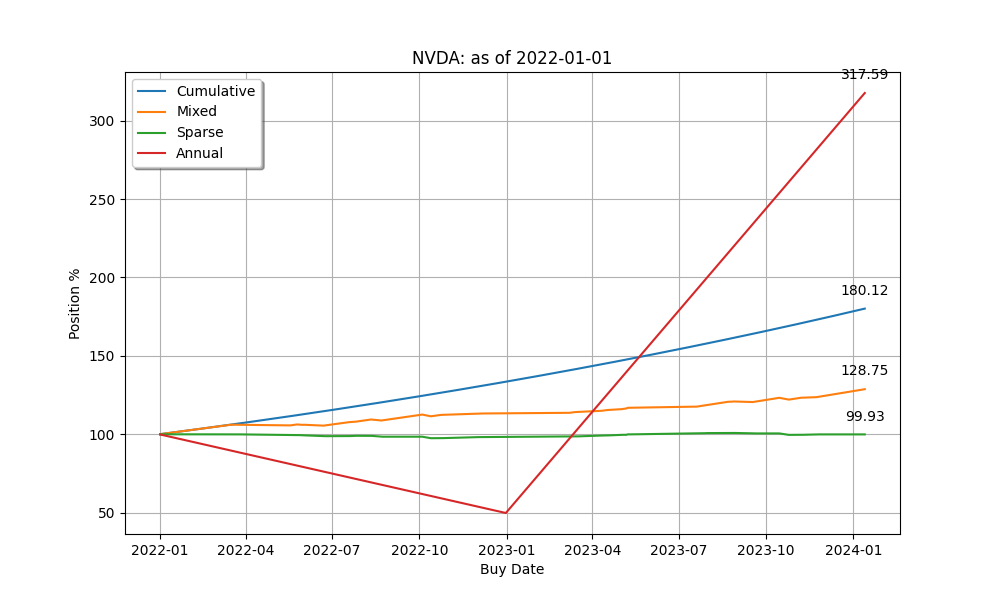 NVDA: as of 2022-01-01
317.59
Cumulative
Mixed
Sparse
Annual
300
250
200
180.12
150
128.75
99.93
100
50
Position %
2022-01 2022-04 2022-07 2022-10 2023-01 2023-04 2023-07 2023-10 2024-01
Buy Date